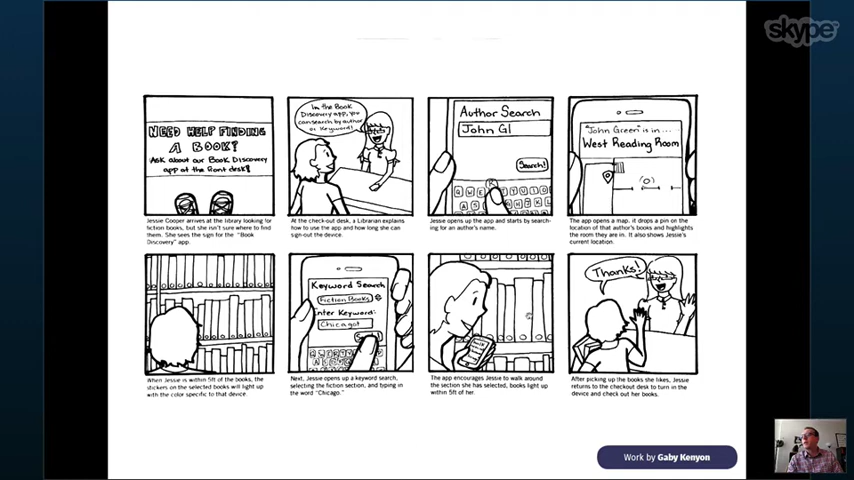 skype
NEED HELP FINDING
A BOOK?
Ask about our Book Discovery
app at the front desk!
In the Book
Discovery app, you
can search by author
or keyword!
Author Search
John Gl
Search!
"John Green" is in...
West Reading Room
Jessie Cooper arrives at the library looking for
fiction books, but she isn't sure where to find
them. She sees the sign for the "Book
Discovery" app.
At the check-out desk, a Librarian explains
how to use the app and how long she can
sign-out the device.
Jessie opens up the app and starts by search-
ing for an author's name.
The app opens a map, it drops a pin on the
location of that author's books and highlights
the room they are in. It also shows Jessie's
current location.
Keyword Search
Fiction Books
Enter Keyword:
Chicago
Thanks!
When Jessie is within 5ft of the books, the
stickers on the selected books will light up
with the color specific to that device.
Next, Jessie opens up a keyword search,
selecting the fiction section, and typing in
the word "Chicago."
The app encourages Jessie to walk around
the section she has selected, books light up
within 5ft of her.
After picking up the books she likes, Jessie
returns to the checkout desk to turn in the
device and check out her books.
Work by Gaby Kenyon